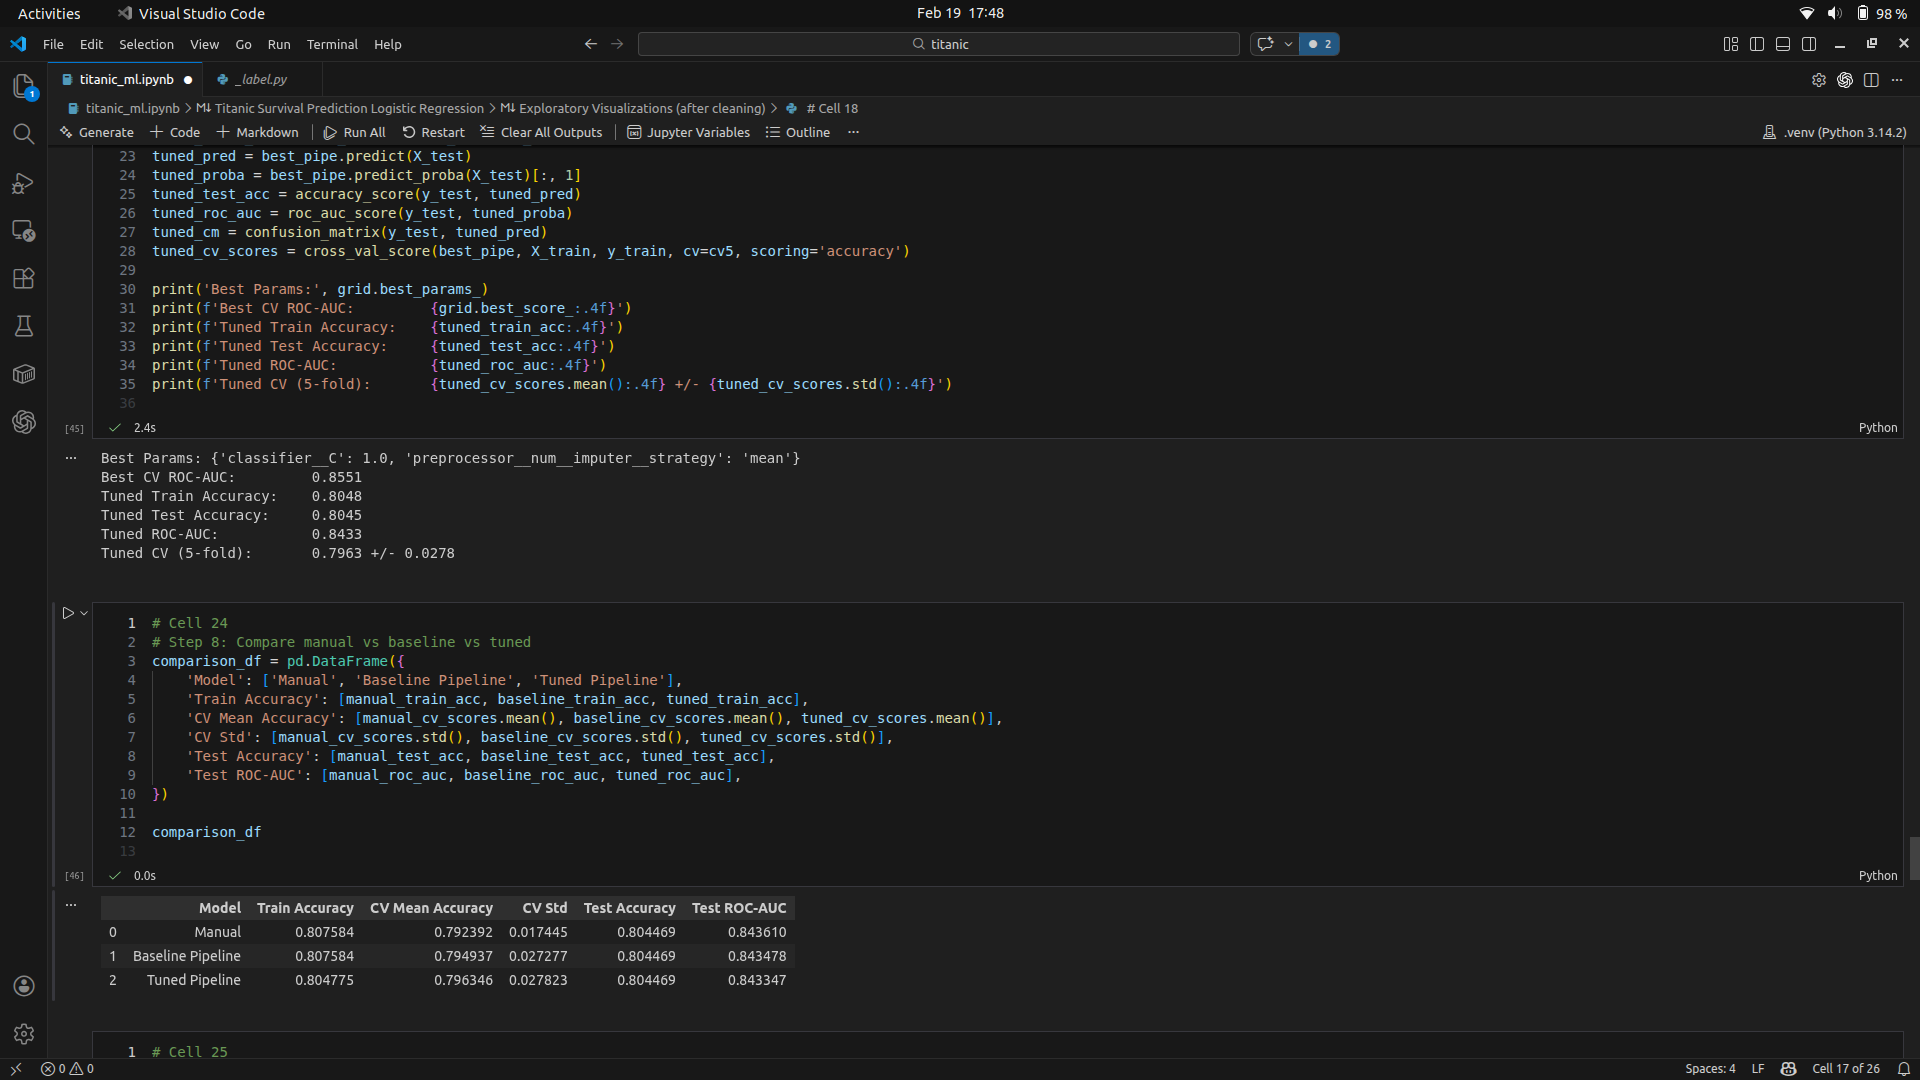 Activities Visual Studio Code Feb 19 17:48 98 %
File Edit Selection View Go Run Terminal Help titanic 2
titanic_ml.ipynb _label.py
1
titanic_ml.ipynb > M↓ Titanic Survival Prediction Logistic Regression > M↓ Exploratory Visualizations (after cleaning) > # Cell 18
Generate + Code + Markdown Run All Restart Clear All Outputs Jupyter Variables Outline ... .venv (Python 3.14.2)
23 tuned_pred = best_pipe.predict(X_test)
24 tuned_proba = best_pipe.predict_proba(X_test)[:, 1]
25 tuned_test_acc = accuracy_score(y_test, tuned_pred)
26 tuned_roc_auc = roc_auc_score(y_test, tuned_proba)
27 tuned_cm = confusion_matrix(y_test, tuned_pred)
28 tuned_cv_scores = cross_val_score(best_pipe, X_train, y_train, cv=cv5, scoring='accuracy')
29
30 print('Best Params:', grid.best_params_)
31 print(f'Best CV ROC-AUC:         {grid.best_score_:.4f}')
32 print(f'Tuned Train Accuracy:    {tuned_train_acc:.4f}')
33 print(f'Tuned Test Accuracy:     {tuned_test_acc:.4f}')
34 print(f'Tuned ROC-AUC:           {tuned_roc_auc:.4f}')
35 print(f'Tuned CV (5-fold):       {tuned_cv_scores.mean():.4f} +/- {tuned_cv_scores.std():.4f}')
36
[45] 2.4s Python
Best Params: {'classifier__C': 1.0, 'preprocessor__num__imputer__strategy': 'mean'}
Best CV ROC-AUC:         0.8551
Tuned Train Accuracy:    0.8048
Tuned Test Accuracy:     0.8045
Tuned ROC-AUC:           0.8433
Tuned CV (5-fold):       0.7963 +/- 0.0278
1 # Cell 24
2 # Step 8: Compare manual vs baseline vs tuned
3 comparison_df = pd.DataFrame({
4     'Model': ['Manual', 'Baseline Pipeline', 'Tuned Pipeline'],
5     'Train Accuracy': [manual_train_acc, baseline_train_acc, tuned_train_acc],
6     'CV Mean Accuracy': [manual_cv_scores.mean(), baseline_cv_scores.mean(), tuned_cv_scores.mean()],
7     'CV Std': [manual_cv_scores.std(), baseline_cv_scores.std(), tuned_cv_scores.std()],
8     'Test Accuracy': [manual_test_acc, baseline_test_acc, tuned_test_acc],
9     'Test ROC-AUC': [manual_roc_auc, baseline_roc_auc, tuned_roc_auc],
10 })
11
12 comparison_df
13
[46] 0.0s Python
Model Train Accuracy CV Mean Accuracy CV Std Test Accuracy Test ROC-AUC
0 Manual 0.807584 0.792392 0.017445 0.804469 0.843610
1 Baseline Pipeline 0.807584 0.794937 0.027277 0.804469 0.843478
2 Tuned Pipeline 0.804775 0.796346 0.027823 0.804469 0.843347
1 # Cell 25
0 0 Spaces: 4 LF Cell 17 of 26